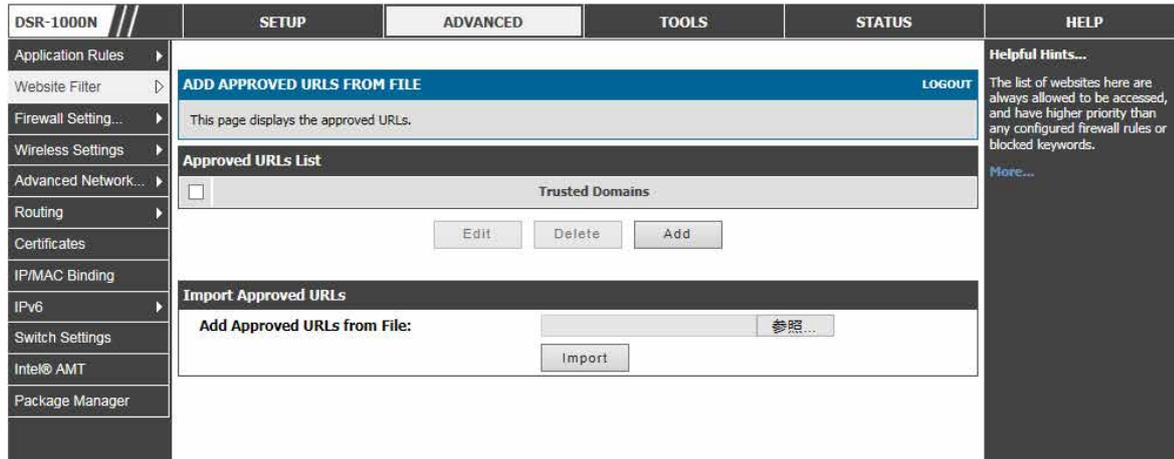 DSR-1000N
SETUP
ADVANCED
TOOLS
STATUS
HELP
Application Rules
Website Filter
Firewall Setting...
Wireless Settings
Advanced Network...
Routing
Certificates
IP/MAC Binding
IPv6
Switch Settings
Intel® AMT
Package Manager
ADD APPROVED URLS FROM FILE
LOGOUT
This page displays the approved URLs.
Approved URLs List
Trusted Domains
Edit
Delete
Add
Import Approved URLs
Add Approved URLs from File:
参照...
Import
Helpful Hints...
The list of websites here are
always allowed to be accessed,
and have higher priority than
any configured firewall rules or
blocked keywords.
More...